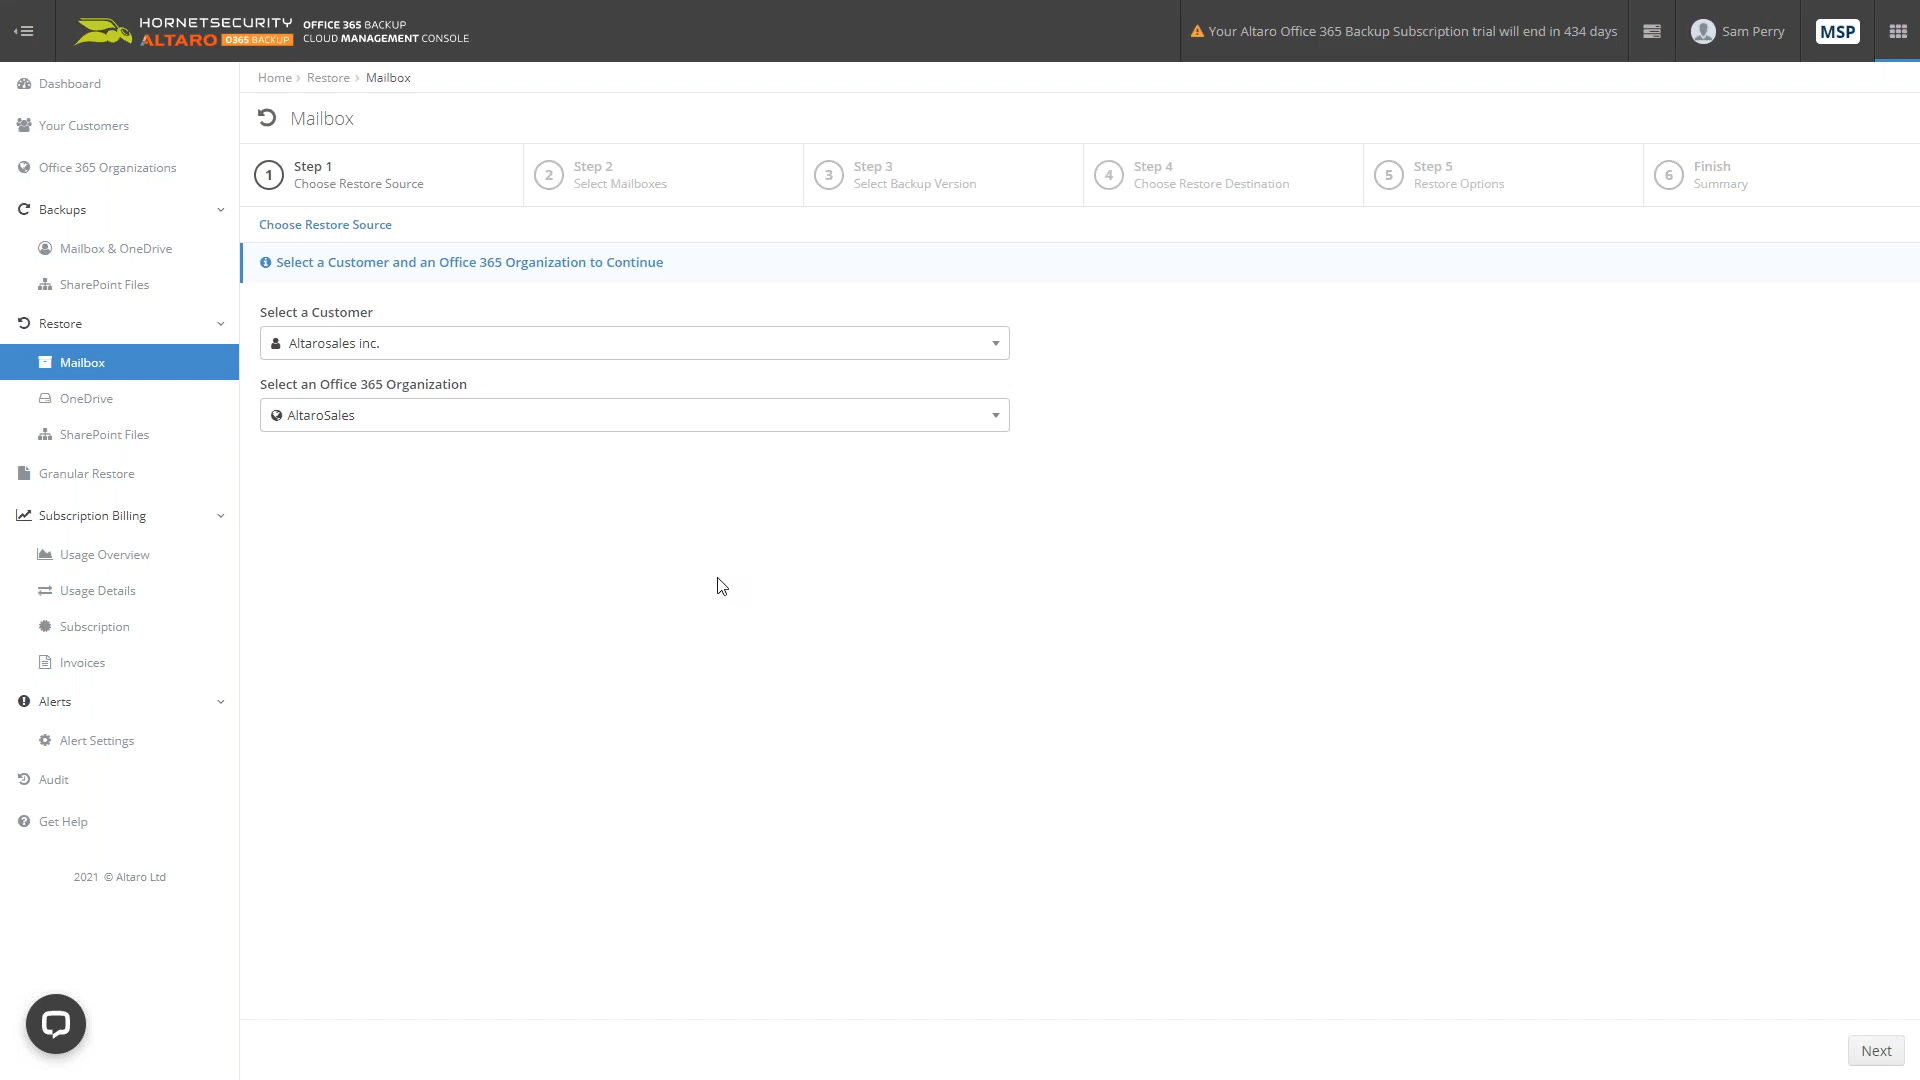 HORNETSECURITY
ALTARO O365 BACKUP
OFFICE 365 BACKUP
CLOUD MANAGEMENT CONSOLE
Your Altaro Office 365 Backup Subscription trial will end in 434 days
Sam Perry
MSP
Dashboard
Your Customers
Office 365 Organizations
Backups
Mailbox & OneDrive
SharePoint Files
Restore
Mailbox
OneDrive
SharePoint Files
Granular Restore
Subscription Billing
Usage Overview
Usage Details
Subscription
Invoices
Alerts
Alert Settings
Audit
Get Help
2021 © Altaro Ltd
Home › Restore › Mailbox
Mailbox
1
Step 1
Choose Restore Source
2
Step 2
Select Mailboxes
3
Step 3
Select Backup Version
4
Step 4
Choose Restore Destination
5
Step 5
Restore Options
6
Finish
Summary
Choose Restore Source
Select a Customer and an Office 365 Organization to Continue
Select a Customer
Altarosales inc.
Select an Office 365 Organization
AltaroSales
Next